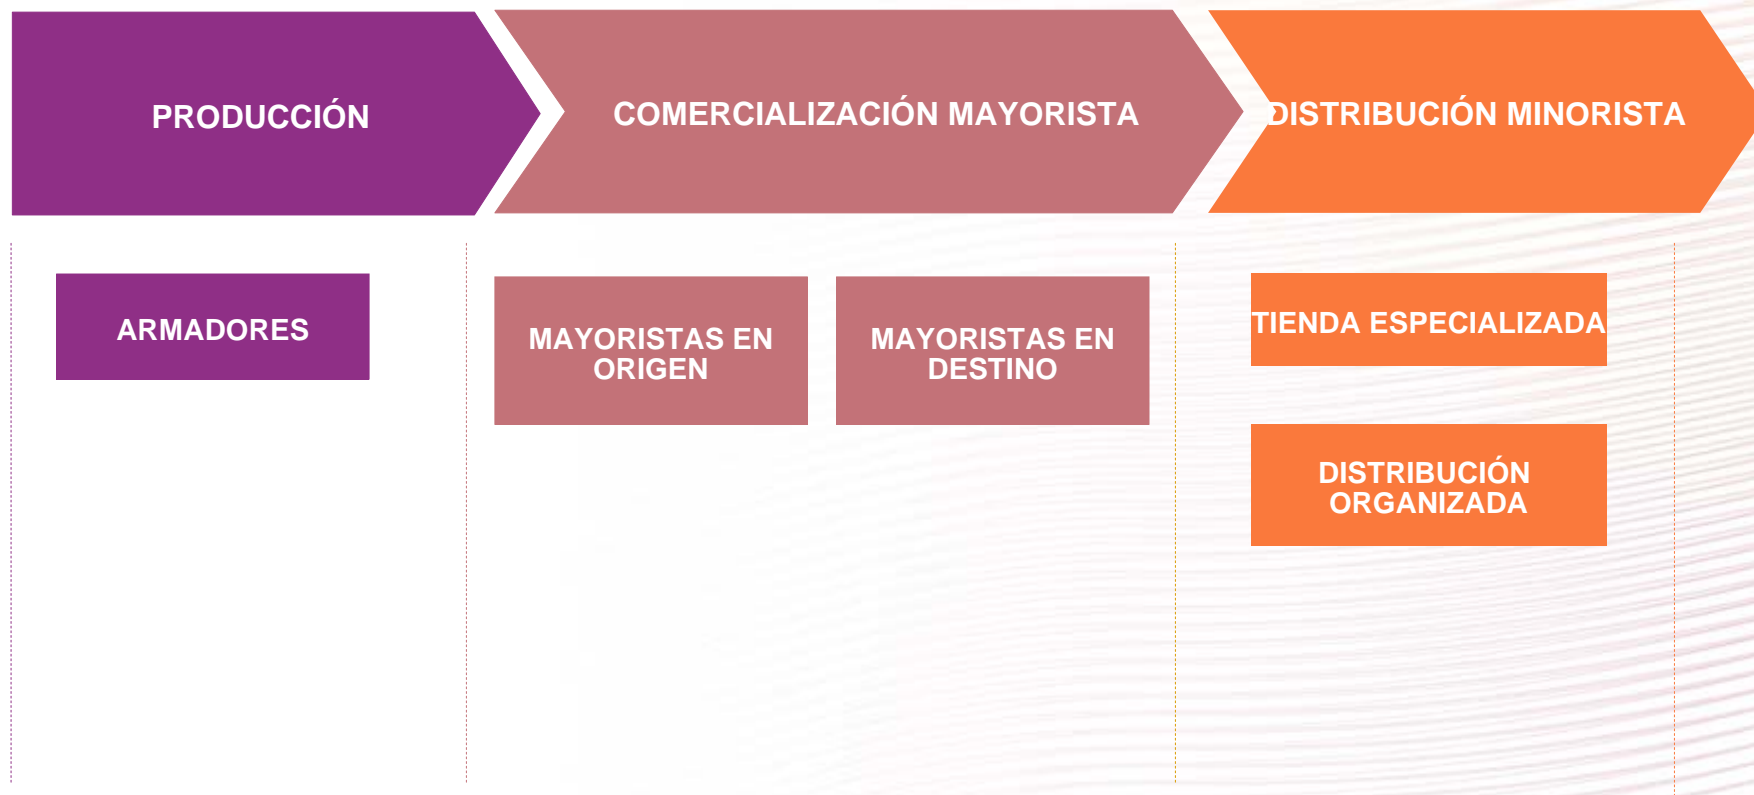 PRODUCCIÓN
COMERCIALIZACIÓN MAYORISTA
DISTRIBUCIÓN MINORISTA
ARMADORES
MAYORISTAS EN
ORIGEN
MAYORISTAS EN
DESTINO
TIENDA ESPECIALIZADA
DISTRIBUCIÓN
ORGANIZADA